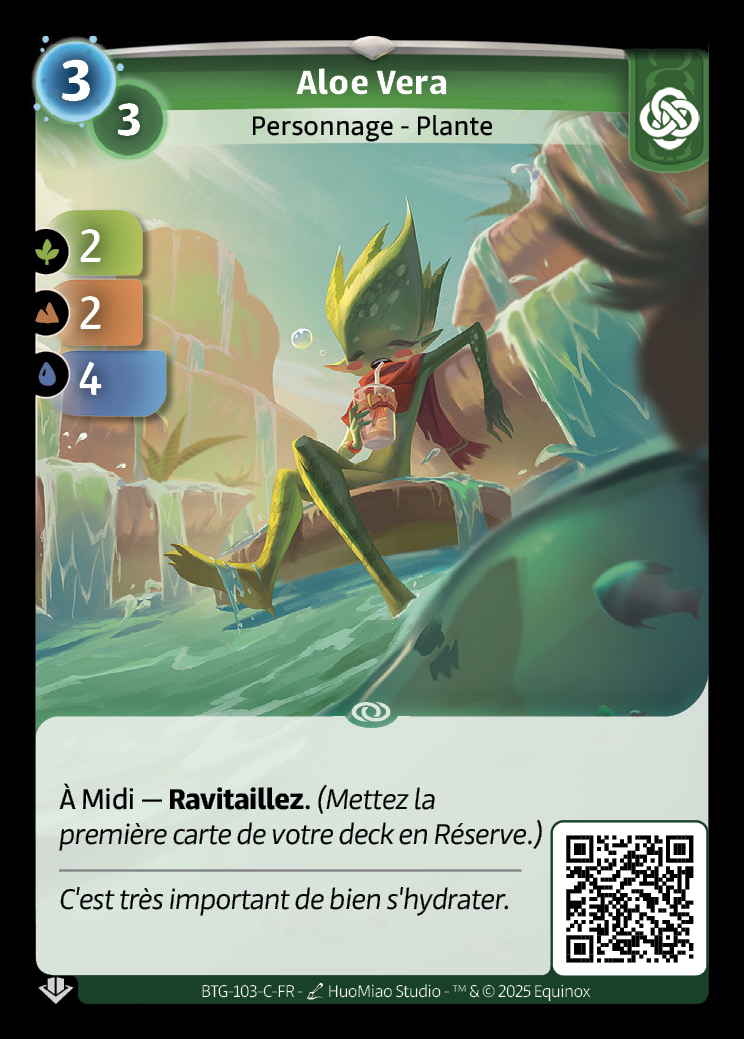 3
Aloe Vera
3
Personnage - Plante
2
2
4
À Midi — Ravitaillez. (Mettez la
première carte de votre deck en Réserve.)
C'est très important de bien s'hydrater.
BTG-103-C-FR - HuoMiao Studio - ™ & © 2025 Equinox